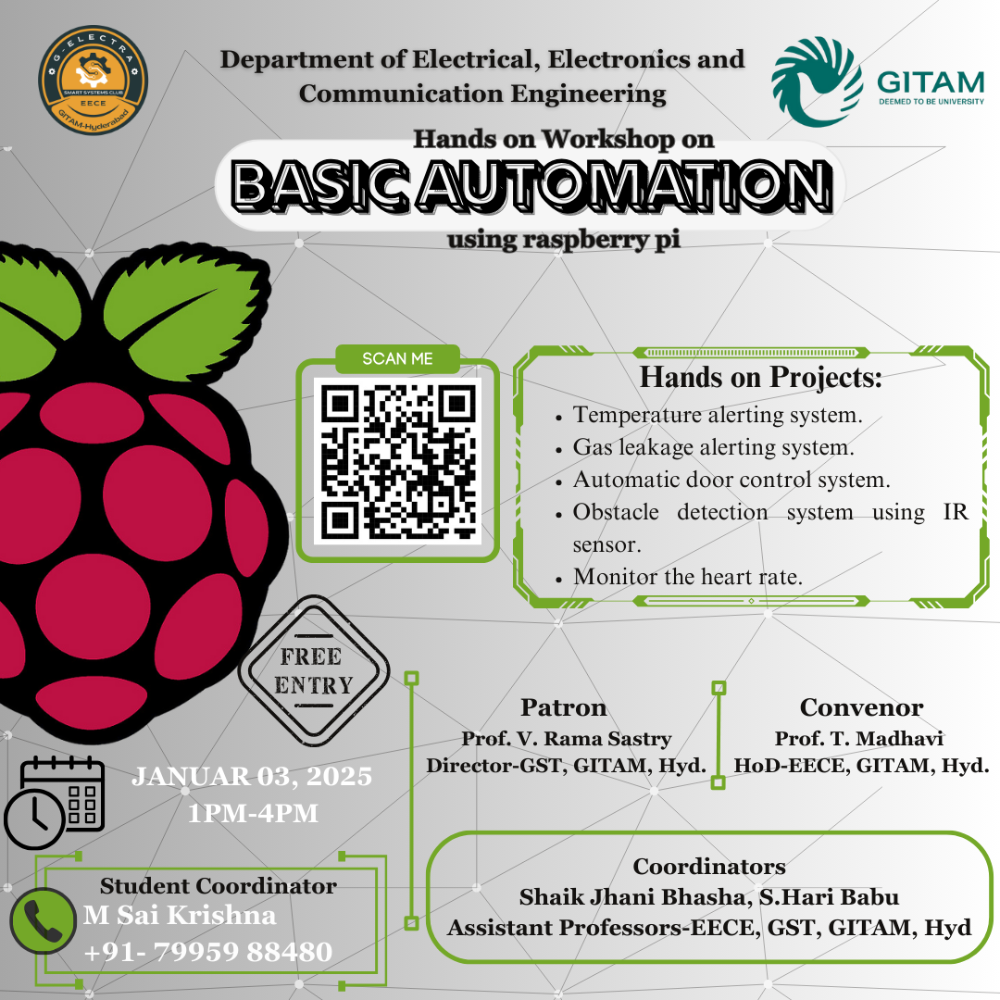 G-ELECTRA
SMART SYSTEMS CLUB
EECE
GITAM-Hyderabad
Department of Electrical, Electronics and
Communication Engineering
GITAM
DEEMED TO BE UNIVERSITY
Hands on Workshop on
BASIC AUTOMATION
using raspberry pi
SCAN ME
Hands on Projects:
• Temperature alerting system.
• Gas leakage alerting system.
• Automatic door control system.
• Obstacle detection system using IR
sensor.
• Monitor the heart rate.
FREE
ENTRY
JANUAR 03, 2025
1PM-4PM
Patron
Prof. V. Rama Sastry
Director-GST, GITAM, Hyd.
Convenor
Prof. T. Madhavi
HoD-EECE, GITAM, Hyd.
Student Coordinator
M Sai Krishna
+91- 79959 88480
Coordinators
Shaik Jhani Bhasha, S.Hari Babu
Assistant Professors-EECE, GST, GITAM, Hyd